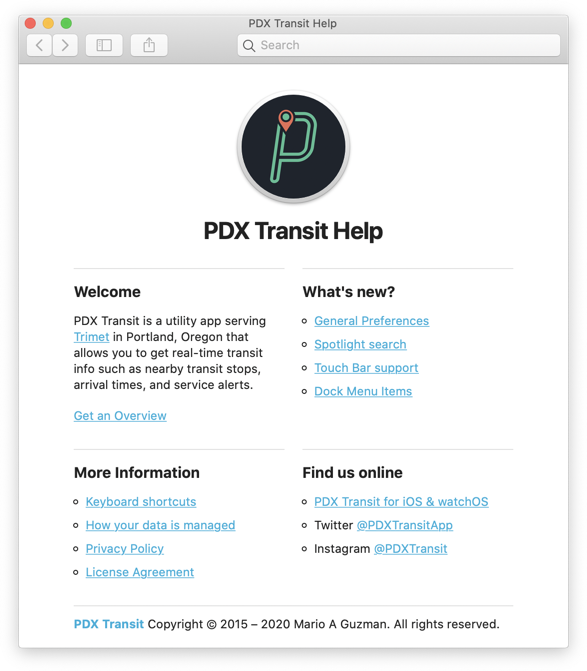 PDX Transit Help
Search
PDX Transit Help
Welcome
PDX Transit is a utility app serving
Trimet in Portland, Oregon that
allows you to get real-time transit
info such as nearby transit stops,
arrival times, and service alerts.
Get an Overview
What's new?
General Preferences
Spotlight search
Touch Bar support
Dock Menu Items
More Information
Keyboard shortcuts
How your data is managed
Privacy Policy
License Agreement
Find us online
PDX Transit for iOS & watchOS
Twitter @PDXTransitApp
Instagram @PDXTransit
PDX Transit Copyright © 2015 – 2020 Mario A Guzman. All rights reserved.